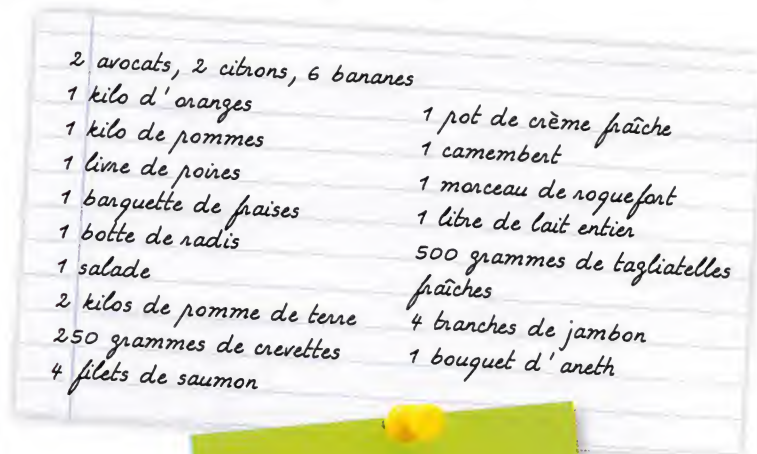 2 avocats, 2 citrons, 6 bananes
1 kilo d'oranges
1 kilo de pommes
1 livre de poires
1 barquette de fraises
1 botte de radis
1 salade
2 kilos de pomme de terre
250 grammes de crevettes
4 filets de saumon
1 pot de crème fraîche
1 camembert
1 morceau de roquefort
1 litre de lait entier
500 grammes de tagliatelles
fraîches
4 tranches de jambon
1 bouquet d'aneth